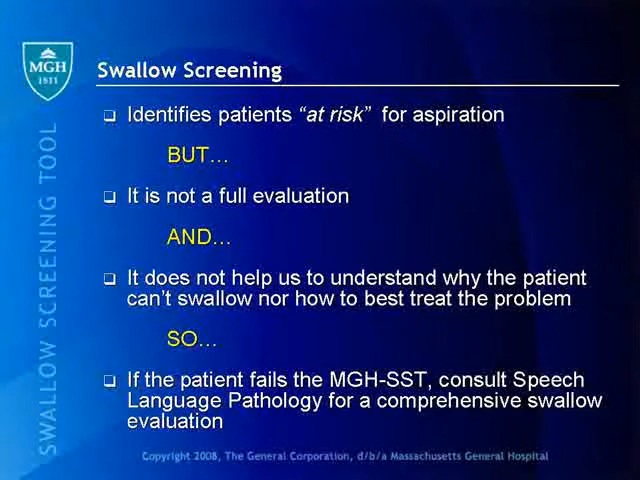 MGH
1811
Swallow Screening
❑ Identifies patients “at risk” for aspiration
BUT…
❑ It is not a full evaluation
AND…
❑ It does not help us to understand why the patient
can’t swallow nor how to best treat the problem
SO…
❑ If the patient fails the MGH-SST, consult Speech
Language Pathology for a comprehensive swallow
evaluation
SWALLOW SCREENING TOOL
Copyright 2008, The General Corporation, d/b/a Massachusetts General Hospital